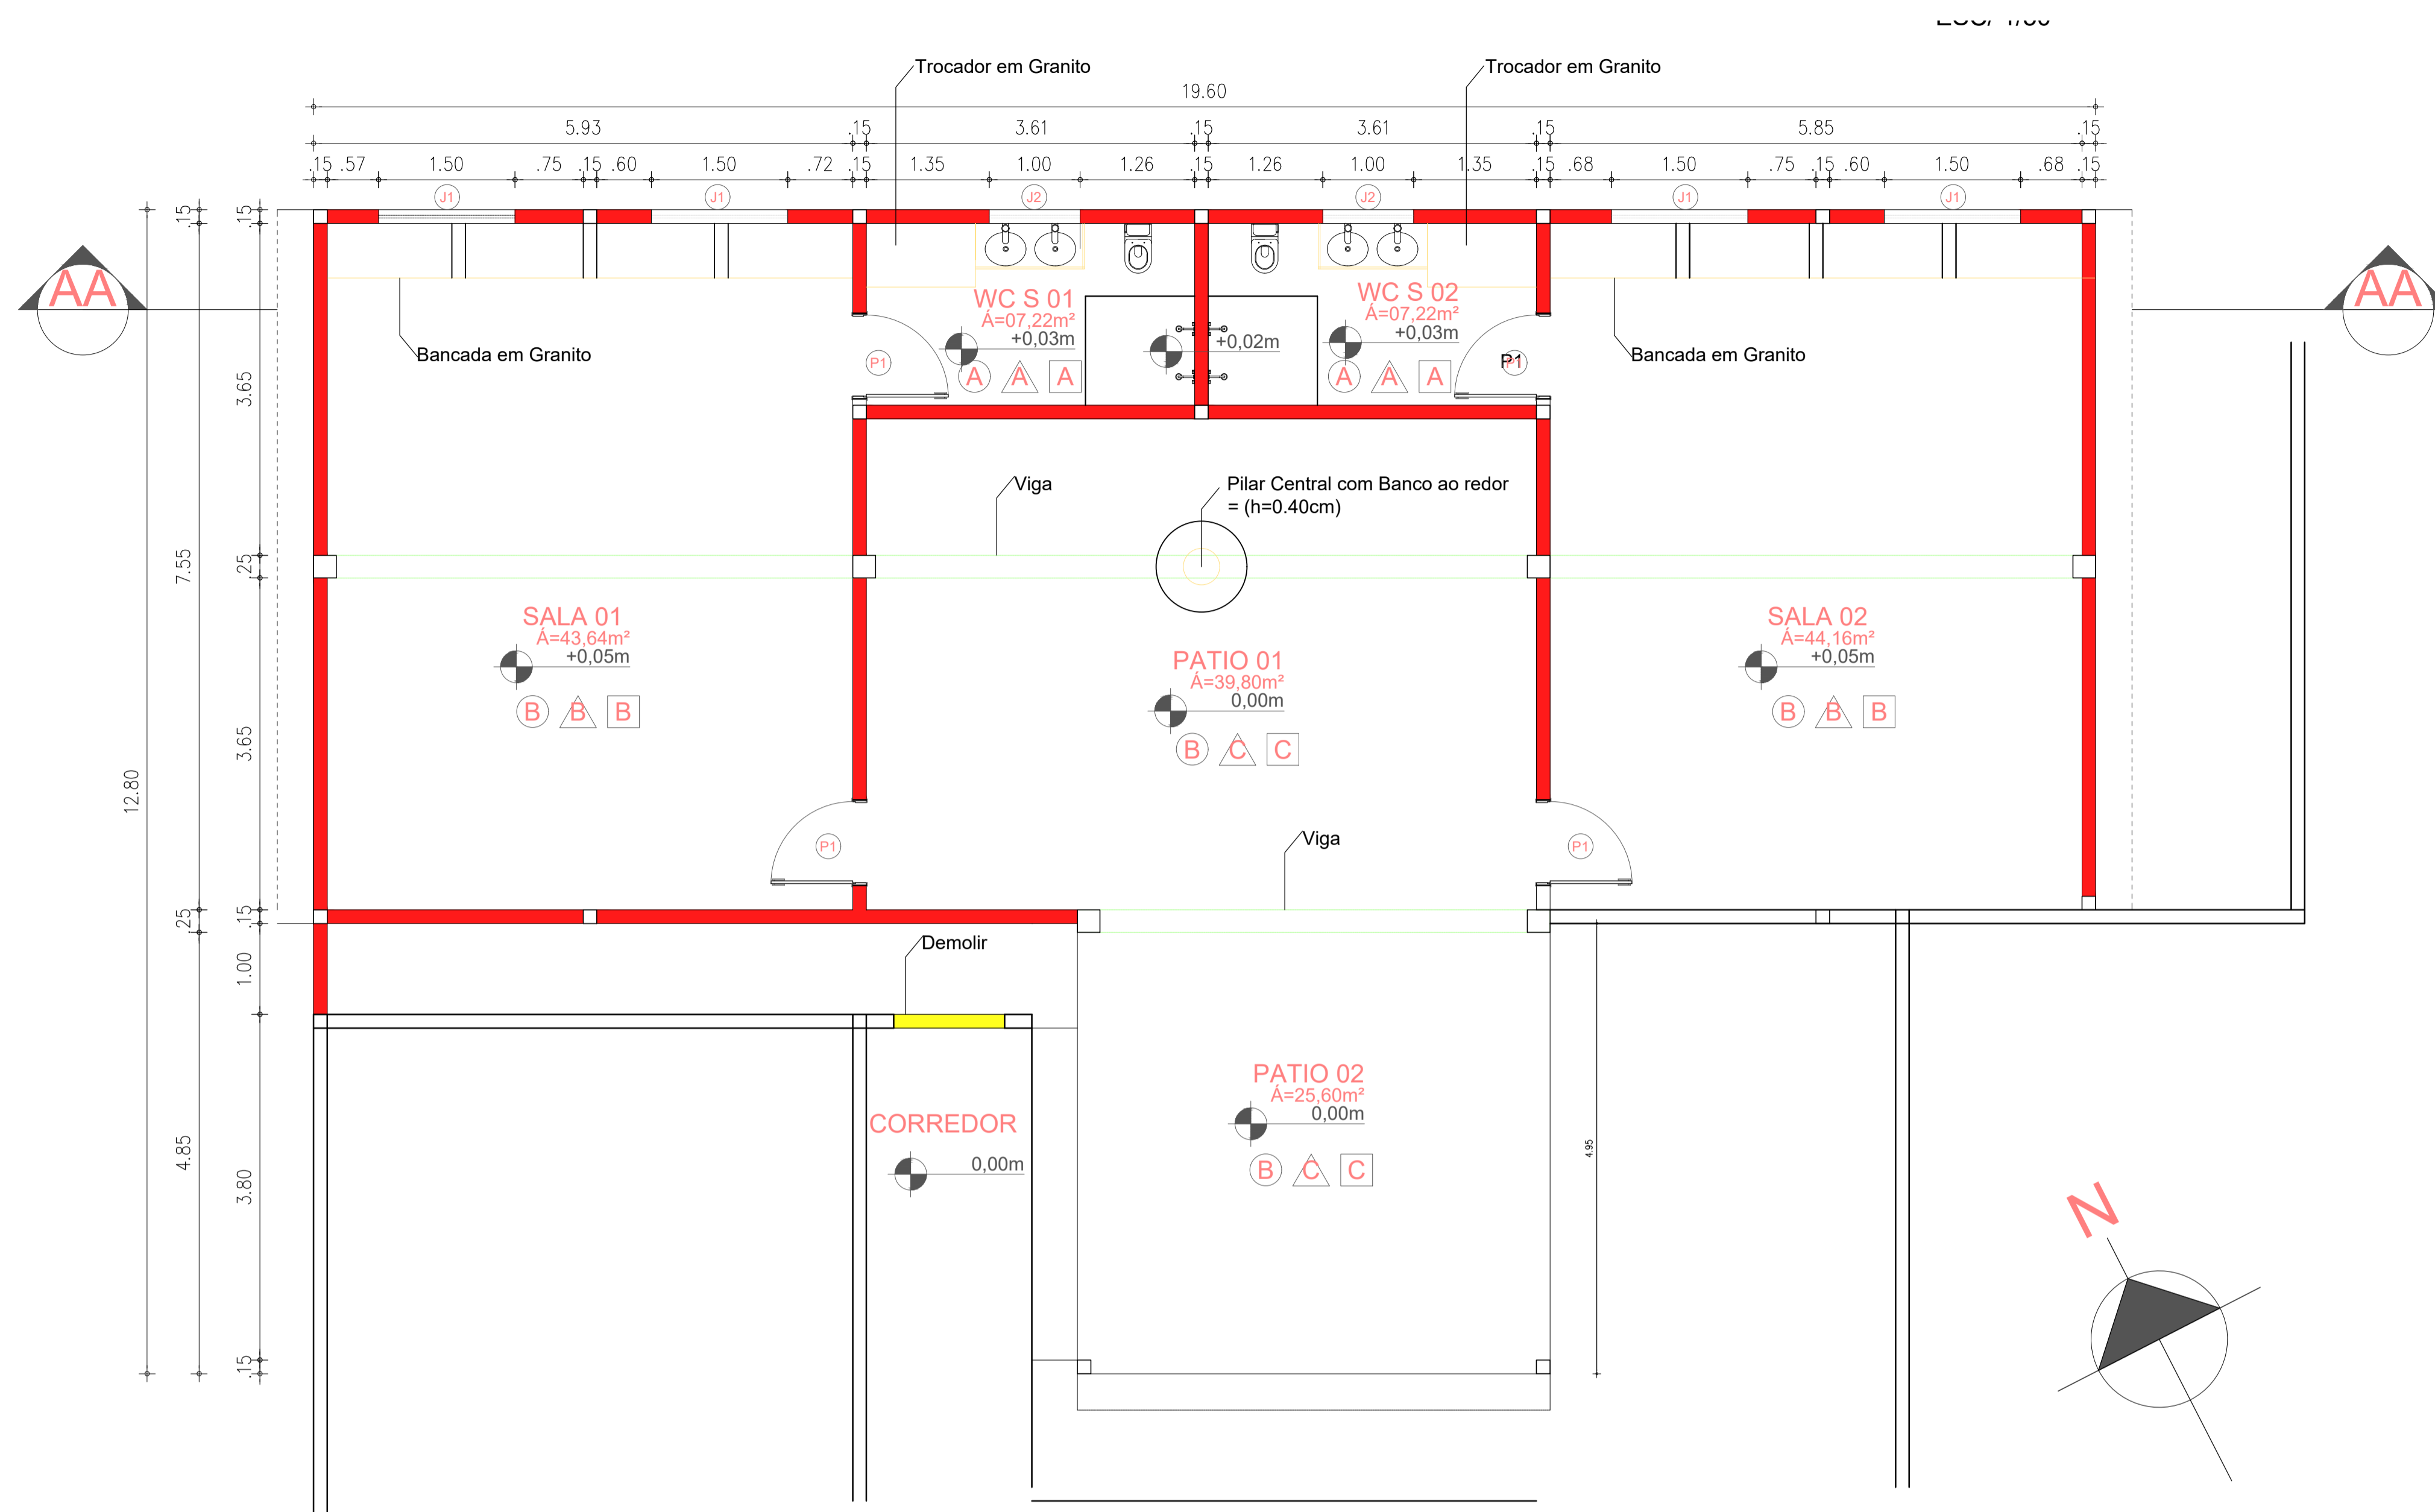 Trocador em Granito
Trocador em Granito
19.60
5.93 .15 3.61 .15 3.61 .15 5.85 .15
.15 .57 1.50 .75 .15 .60 1.50 .72 .15 1.35 1.00 1.26 .15 1.26 1.00 1.35 .15 .68 1.50 .75 .15 .60 1.50 .68 .15
J1 J1 J2 J2 J1 J1
.15 .15
AA
AA
WC S 01
Á=07,22m²
+0,03m
A A A
+0,02m
WC S 02
Á=07,22m²
+0,03m
A A A
P1
P1
P1
Bancada em Granito
Bancada em Granito
3.65
Viga
Pilar Central com Banco ao redor
= (h=0.40cm)
7.55
.25
SALA 01
Á=43,64m²
+0,05m
B B B
SALA 02
Á=44,16m²
+0,05m
B B B
PATIO 01
Á=39,80m²
0,00m
B C C
3.65
12.80
Viga
P1
P1
.25
.15
Demolir
1.00
PATIO 02
Á=25,60m²
0,00m
B C C
CORREDOR
0,00m
4.85
3.80
4.95
.15
N